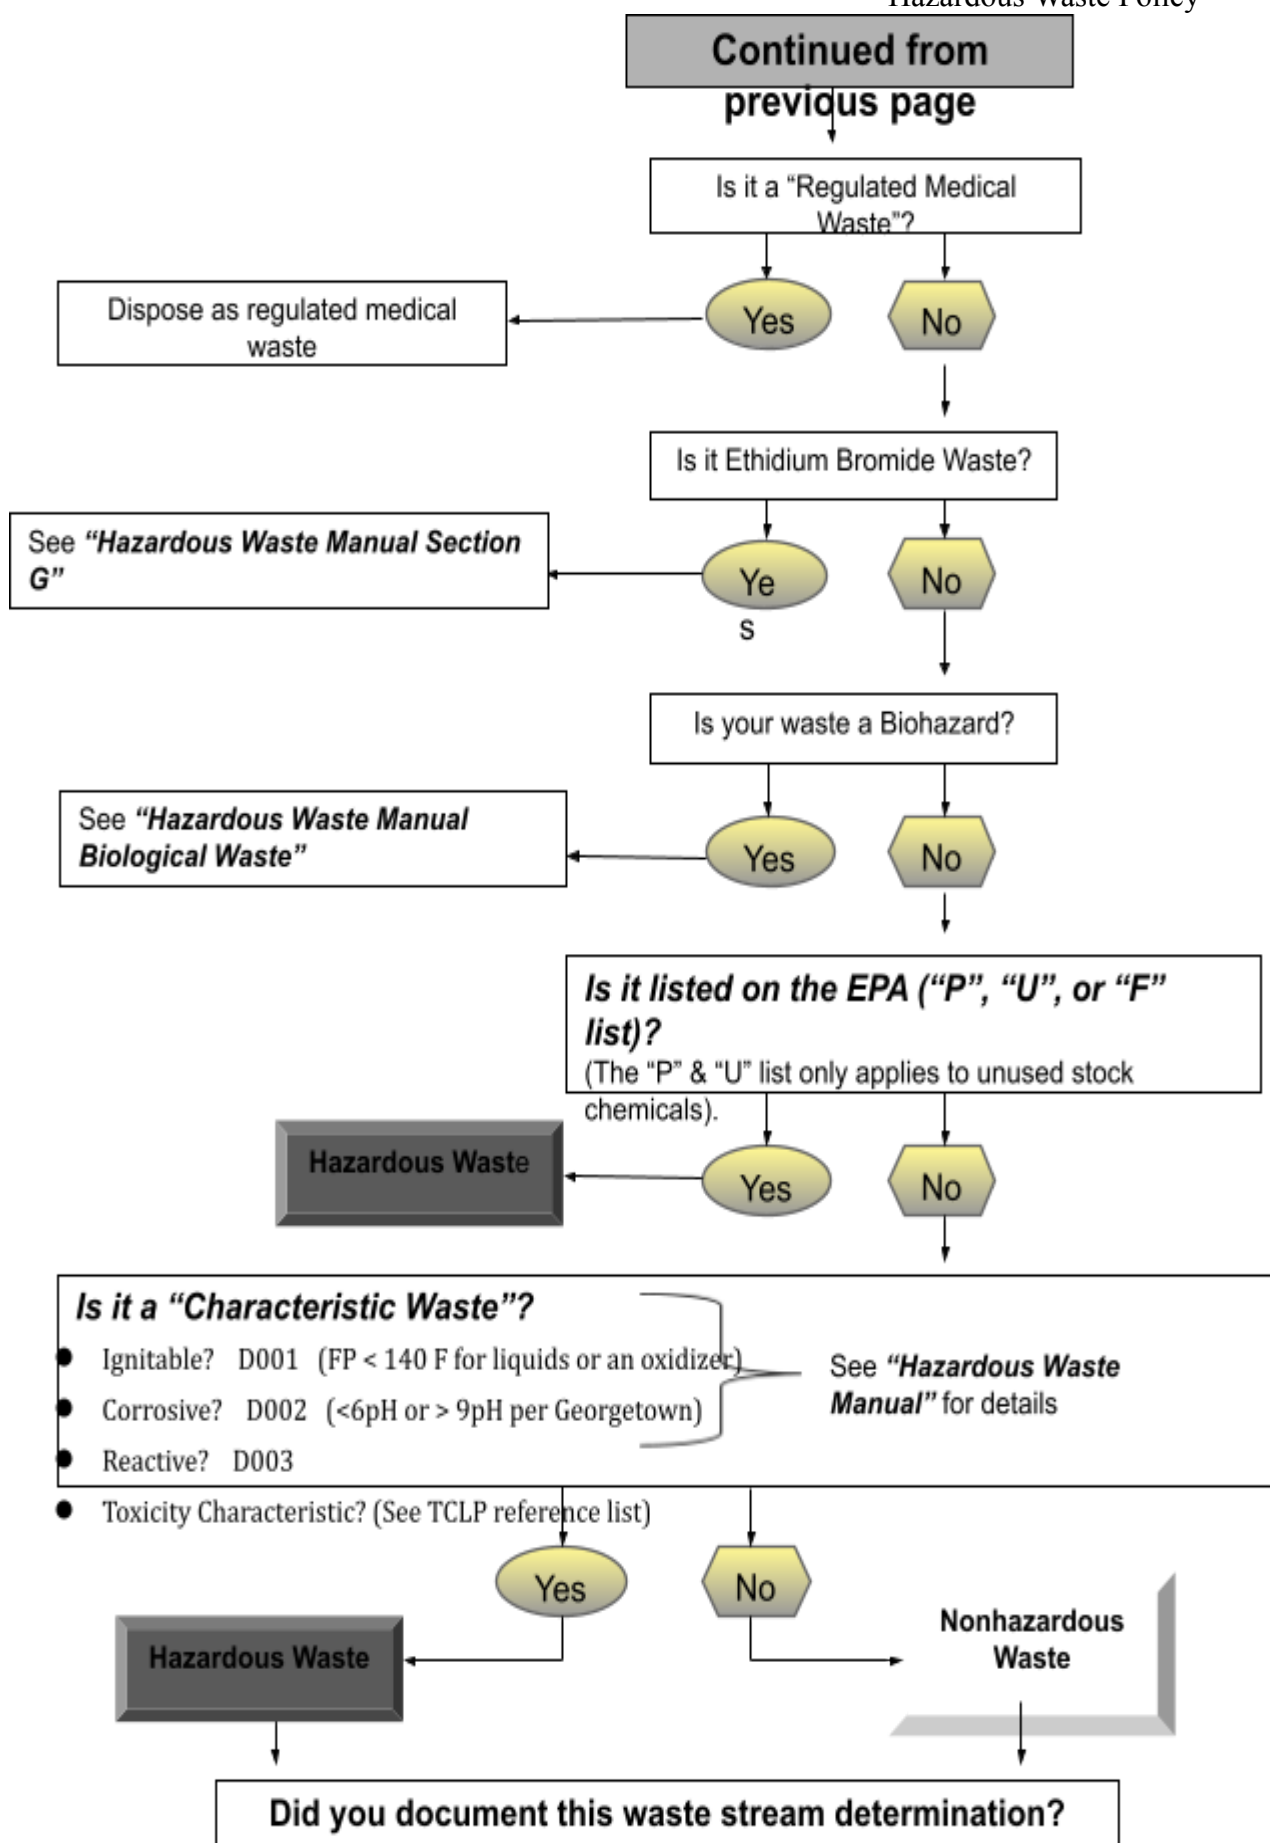 Hazardous Waste Policy
Continued from
previous page
Is it a “Regulated Medical
Waste”?
Yes
No
Dispose as regulated medical
waste
Is it Ethidium Bromide Waste?
Ye
s
No
See “Hazardous Waste Manual Section
G”
Is your waste a Biohazard?
Yes
No
See “Hazardous Waste Manual
Biological Waste”
Is it listed on the EPA (“P”, “U”, or “F”
list)?
(The “P” & “U” list only applies to unused stock
chemicals).
Yes
No
Hazardous Waste
Is it a “Characteristic Waste”?
● Ignitable? D001 (FP < 140 F for liquids or an oxidizer)
● Corrosive? D002 (<6pH or > 9pH per Georgetown)
● Reactive? D003
● Toxicity Characteristic? (See TCLP reference list)
See “Hazardous Waste
Manual” for details
Yes
No
Hazardous Waste
Nonhazardous
Waste
Did you document this waste stream determination?